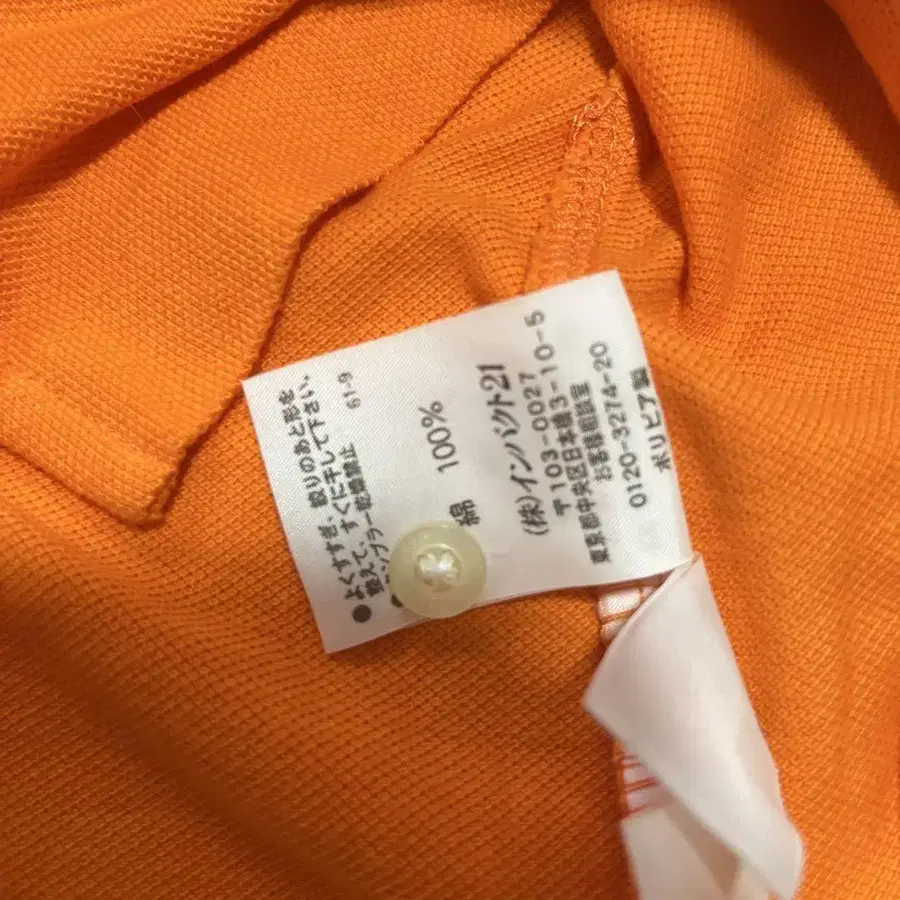 ●よくすすぎ、絞りのあと形を
整えて、すぐに干して下さい。
●タンブラー乾燥禁止
61-9
綿 100%
(株)インパクト21
〒103-0027
東京都中央区日本橋3-10-5
お客様相談室
0120-3274-20
ボリビア製